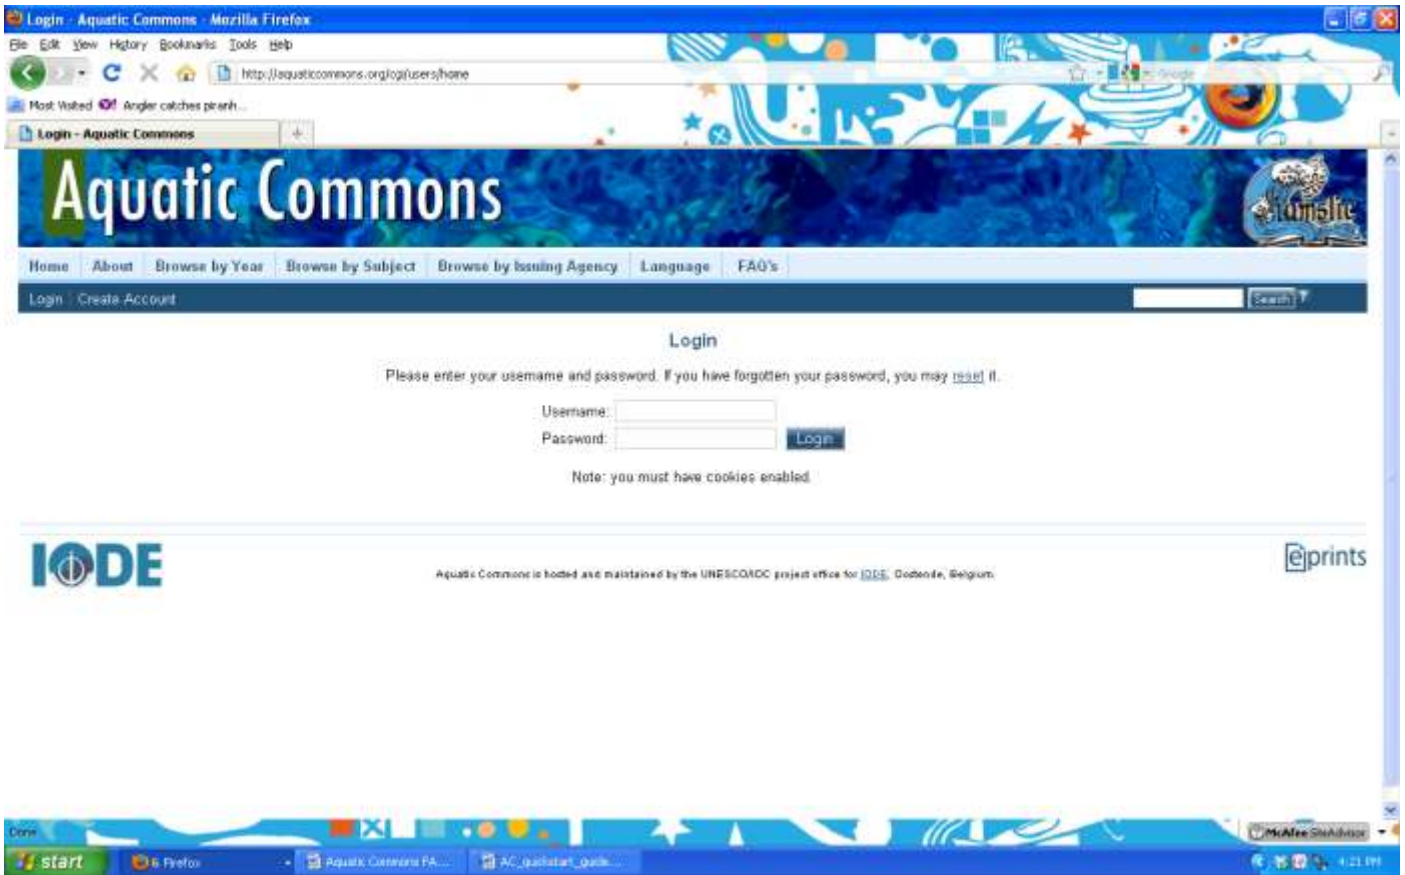 Login - Aquatic Commons - Mozilla Firefox
File Edit View History Bookmarks Tools Help
http://aquaticcommons.org/cgi/users/home
Google
Most Visited Angler catches piranh...
Login - Aquatic Commons
Aquatic Commons
iamslic
Home About Browse by Year Browse by Subject Browse by Issuing Agency Language FAQ's
Login Create Account
Search
Login
Please enter your username and password. If you have forgotten your password, you may reset it.
Username:
Password:
Login
Note: you must have cookies enabled.
IODE
eprints
Aquatic Commons is hosted and maintained by the UNESCO/IOC project office for IODE, Oostende, Belgium.
Done
McAfee SiteAdvisor
start
6 Firefox
Aquatic Commons FA...
AC_quickstart_guide...
4:21 PM